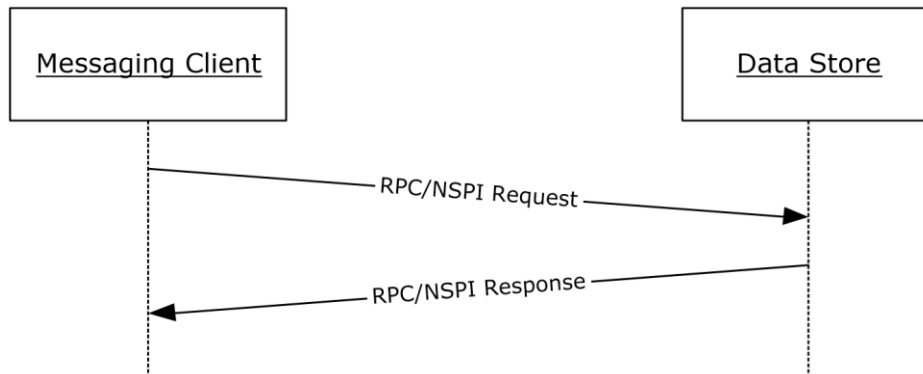 Messaging Client
Data Store
RPC/NSPI Request
RPC/NSPI Response